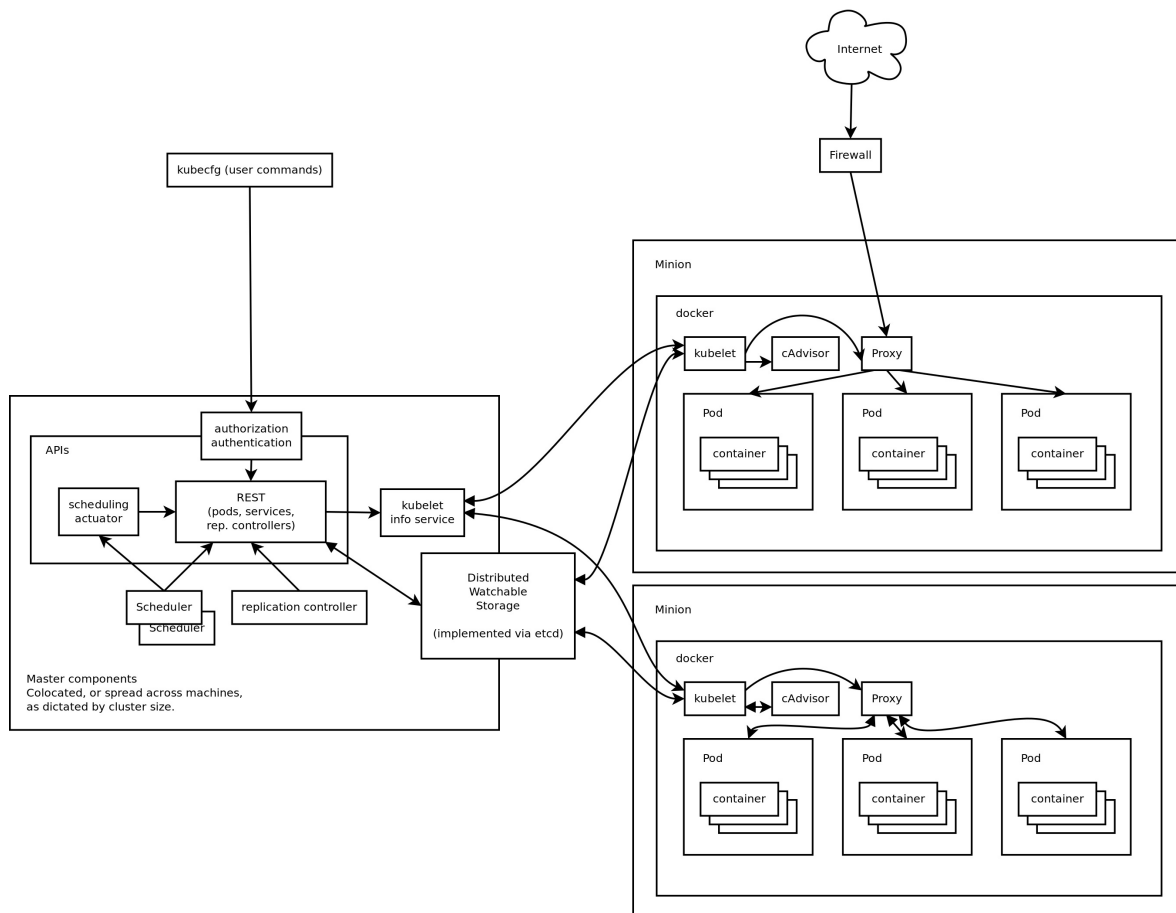 Internet
Firewall
kubecfg (user commands)
Minion
docker
kubelet
cAdvisor
Proxy
Pod
container
Pod
container
Pod
container
authorization
authentication
APIs
scheduling
actuator
REST
(pods, services,
rep. controllers)
kubelet
info service
Distributed
Watchable
Storage
(implemented via etcd)
Scheduler
Scheduler
replication controller
Master components
Colocated, or spread across machines,
as dictated by cluster size.
Minion
docker
kubelet
cAdvisor
Proxy
Pod
container
Pod
container
Pod
container